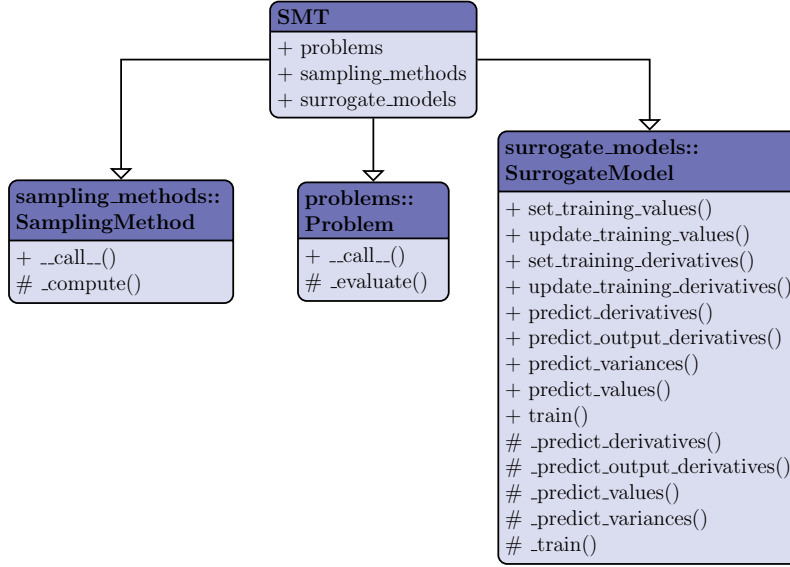 SMT
+ problems
+ sampling_methods
+ surrogate_models
sampling_methods::
SamplingMethod
+ __call__()
# _compute()
problems::
Problem
+ __call__()
# _evaluate()
surrogate_models::
SurrogateModel
+ set_training_values()
+ update_training_values()
+ set_training_derivatives()
+ update_training_derivatives()
+ predict_derivatives()
+ predict_output_derivatives()
+ predict_variances()
+ predict_values()
+ train()
# _predict_derivatives()
# _predict_output_derivatives()
# _predict_values()
# _predict_variances()
# _train()